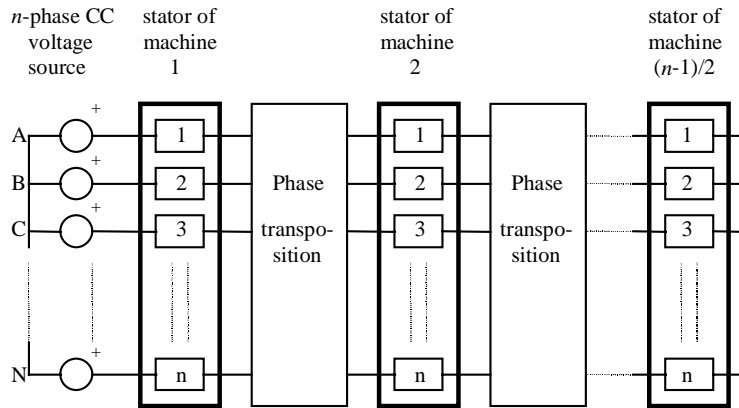 n-phase CC
voltage
source
stator of
machine
1
stator of
machine
2
stator of
machine
(n-1)/2
A
+
1
B
+
2
C
+
3
N
+
n
Phase
transpo-
sition
1
2
3
n
Phase
transpo-
sition
1
2
3
n